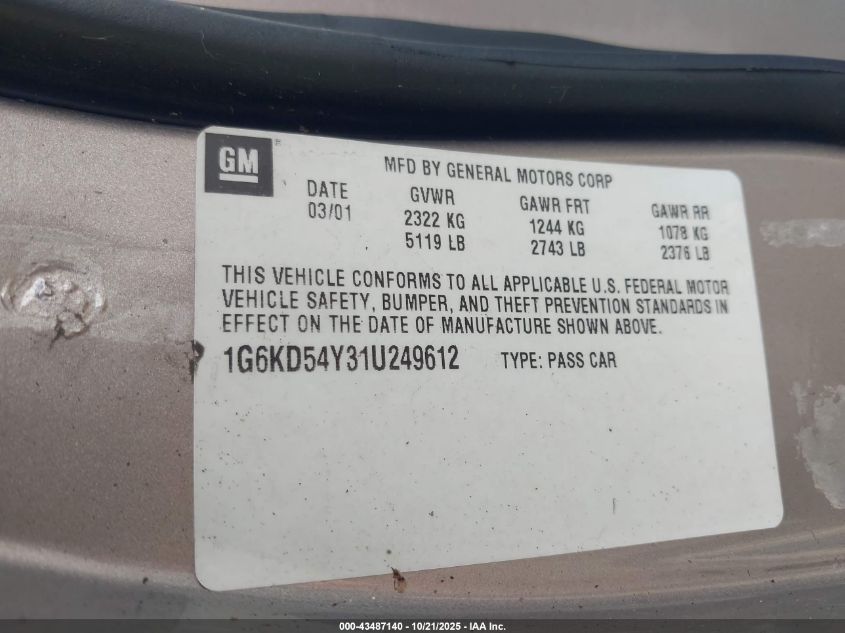 GM®
MFD BY GENERAL MOTORS CORP
DATE GVWR GAWR FRT GAWR RR
03/01 2322 KG 1244 KG 1078 KG
5119 LB 2743 LB 2376 LB
THIS VEHICLE CONFORMS TO ALL APPLICABLE U.S. FEDERAL MOTOR
VEHICLE SAFETY, BUMPER, AND THEFT PREVENTION STANDARDS IN
EFFECT ON THE DATE OF MANUFACTURE SHOWN ABOVE.
1G6KD54Y31U249612 TYPE: PASS CAR
000-43487140 - 10/21/2025 - IAA Inc.